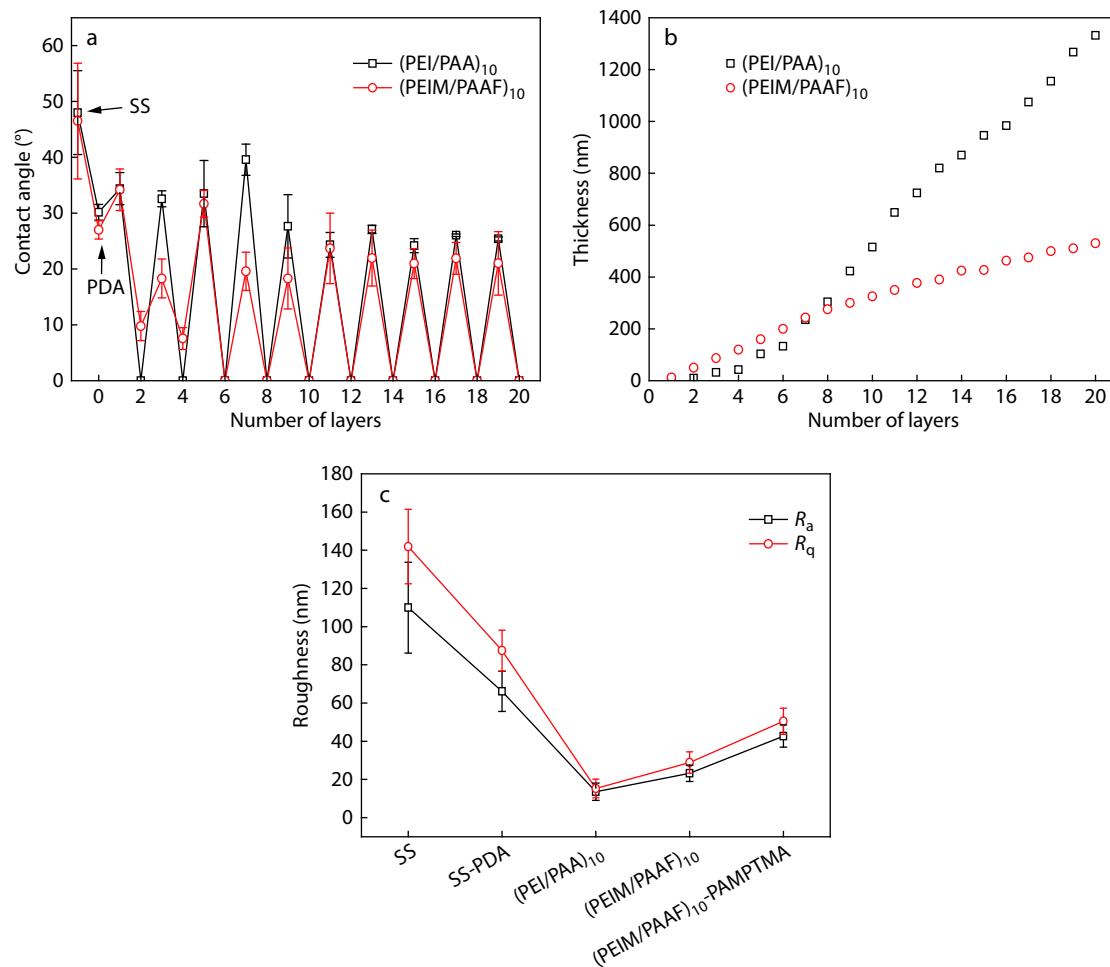 a
(PEI/PAA)10
(PEIM/PAAF)10
SS
PDA
Contact angle (°)
60
50
40
30
20
10
0
0 2 4 6 8 10 12 14 16 18 20
Number of layers
b
(PEI/PAA)10
(PEIM/PAAF)10
Thickness (nm)
1400
1200
1000
800
600
400
200
0
0 2 4 6 8 10 12 14 16 18 20
Number of layers
c
Ra
Rq
Roughness (nm)
180
160
140
120
100
80
60
40
20
0
SS
SS-PDA
(PEI/PAA)10
(PEIM/PAAF)10
(PEIM/PAAF)10-PAMPTMA